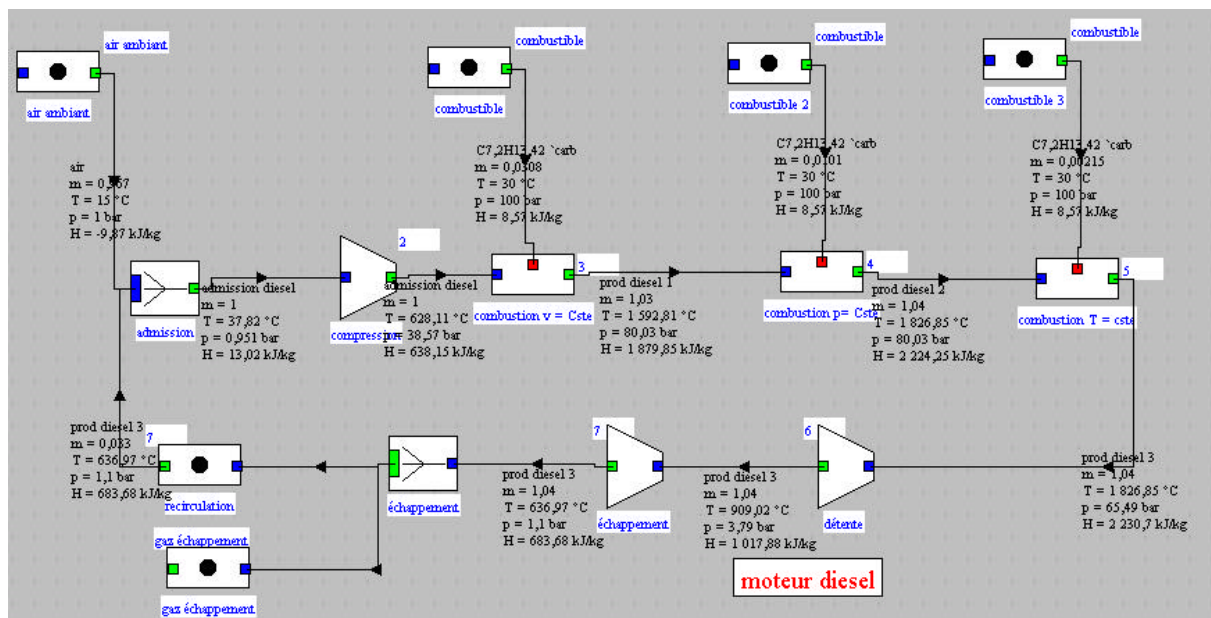 air ambiant
air ambiant
combustible
combustible
combustible
combustible 2
combustible
combustible 3
air
m = 0,967
T = 15 °C
p = 1 bar
H = -9,87 kJ/kg
C7,2H13,42 `carb
m = 0,0308
T = 30 °C
p = 100 bar
H = 8,57 kJ/kg
C7,2H13,42 `carb
m = 0,0101
T = 30 °C
p = 100 bar
H = 8,57 kJ/kg
C7,2H13,42 `carb
m = 0,00215
T = 30 °C
p = 100 bar
H = 8,57 kJ/kg
admission
admission diesel
m = 1
T = 37,82 °C
p = 0,951 bar
H = 13,02 kJ/kg
2
compression
admission diesel
m = 1
T = 628,11 °C
p = 38,57 bar
H = 638,15 kJ/kg
3
combustion v = Cste
prod diesel 1
m = 1,03
T = 1 592,81 °C
p = 80,03 bar
H = 1 879,85 kJ/kg
4
combustion p= Cste
prod diesel 2
m = 1,04
T = 1 826,85 °C
p = 80,03 bar
H = 2 224,25 kJ/kg
5
combustion T = cste
prod diesel 3
m = 0,033
T = 636,97 °C
p = 1,1 bar
H = 683,68 kJ/kg
7
recirculation
gaz échappement
gaz échappement
échappement
prod diesel 3
m = 1,04
T = 636,97 °C
p = 1,1 bar
H = 683,68 kJ/kg
7
échappement
prod diesel 3
m = 1,04
T = 909,02 °C
p = 3,79 bar
H = 1 017,88 kJ/kg
6
détente
prod diesel 3
m = 1,04
T = 1 826,85 °C
p = 65,49 bar
H = 2 230,7 kJ/kg
moteur diesel